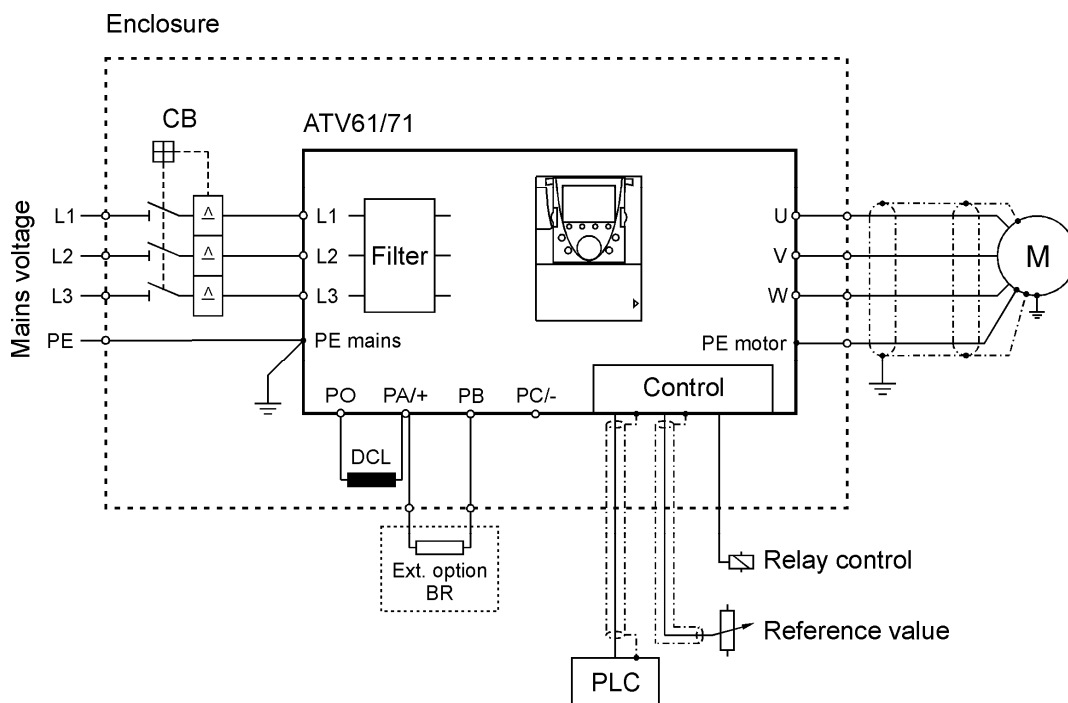 Enclosure
CB
ATV61/71
Mains voltage
L1
L2
L3
PE
L1
L2
L3
PE mains
Filter
U
V
W
PE motor
M
PO
PA/+
PB
PC/-
Control
DCL
Ext. option
BR
Relay control
Reference value
PLC